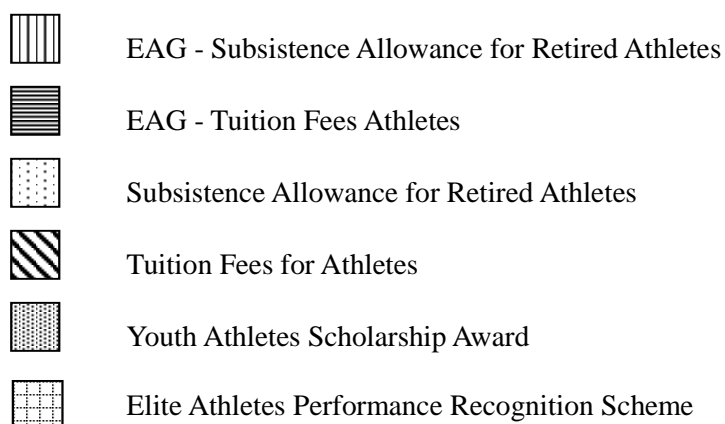 EAG - Subsistence Allowance for Retired Athletes
EAG - Tuition Fees Athletes
Subsistence Allowance for Retired Athletes
Tuition Fees for Athletes
Youth Athletes Scholarship Award
Elite Athletes Performance Recognition Scheme